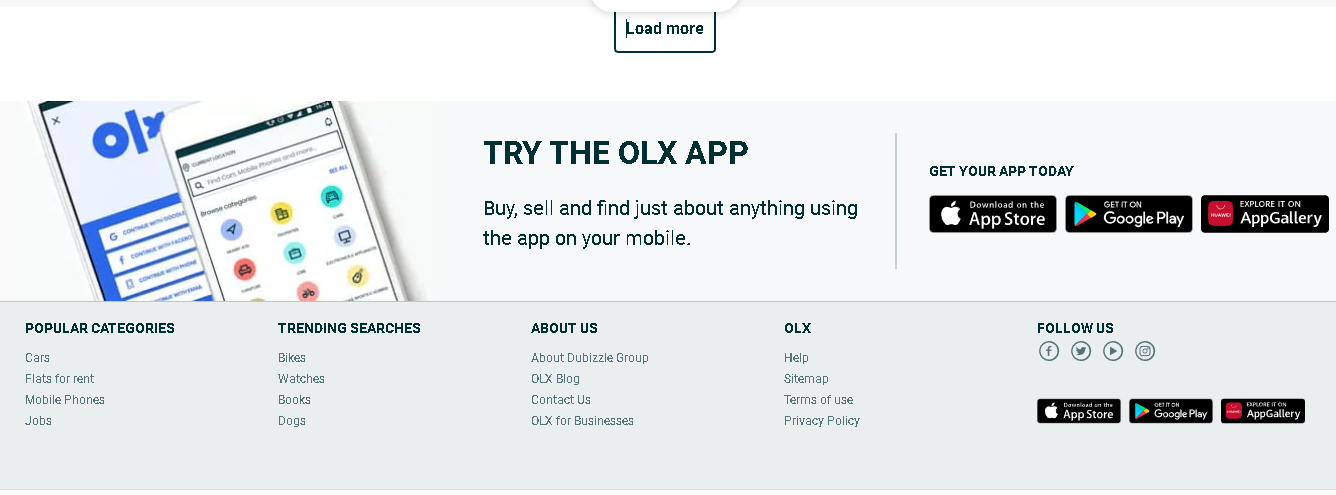 Load more
olx
CONTINUE WITH GOOGLE
CONTINUE WITH FACEBOOK
CONTINUE WITH PHONE
CONTINUE WITH EMAIL
CURRENT LOCATION
Find Cars, Mobile Phones and more...
Browse categories
SEE ALL
CARS
PROPERTIES
JOBS
FURNITURE
TRY THE OLX APP
Buy, sell and find just about anything using
the app on your mobile.
GET YOUR APP TODAY
Download on the
App Store
GET IT ON
Google Play
HUAWEI
EXPLORE IT ON
AppGallery
POPULAR CATEGORIES
Cars
Flats for rent
Mobile Phones
Jobs
TRENDING SEARCHES
Bikes
Watches
Books
Dogs
ABOUT US
About Dubizzle Group
OLX Blog
Contact Us
OLX for Businesses
OLX
Help
Sitemap
Terms of use
Privacy Policy
FOLLOW US
Download on the
App Store
GET IT ON
Google Play
EXPLORE IT ON
AppGallery